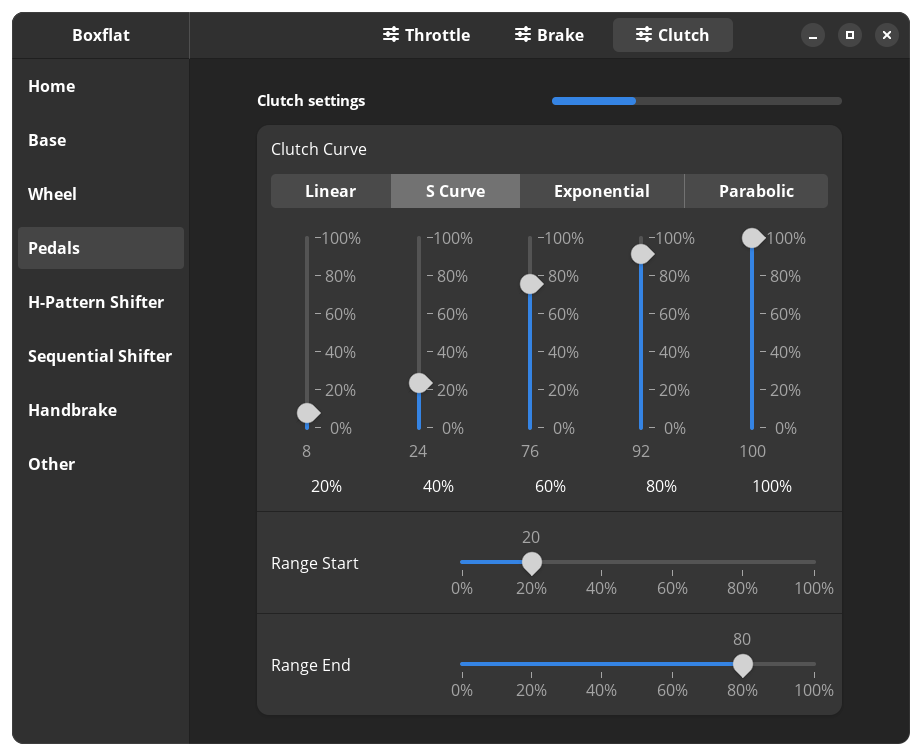 Boxflat
Throttle Brake Clutch
Home
Base
Wheel
Pedals
H-Pattern Shifter
Sequential Shifter
Handbrake
Other
Clutch settings
Clutch Curve
Linear S Curve Exponential Parabolic
100% 100% 100% 100% 100%
80% 80% 80% 80% 80%
60% 60% 60% 60% 60%
40% 40% 40% 40% 40%
20% 20% 20% 20% 20%
0% 0% 0% 0% 0%
8 24 76 92 100
20% 40% 60% 80% 100%
20
Range Start
0% 20% 40% 60% 80% 100%
80
Range End
0% 20% 40% 60% 80% 100%